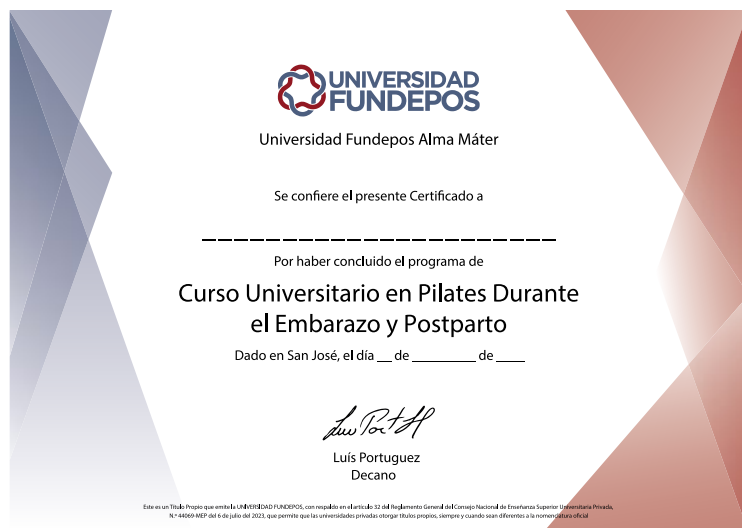 UNIVERSIDAD
FUNDEPOS
Universidad Fundepos Alma Máter
Se confiere el presente Certificado a
_ _ _ _ _ _ _ _ _ _ _ _ _ _ _ _ _ _ _ _ _ _
Por haber concluido el programa de
Curso Universitario en Pilates Durante
el Embarazo y Postparto
Dado en San José, el día __ de ________ de ____
Luís Portuguez
Decano
Este es un Título Propio que emite la UNIVERSIDAD FUNDEPOS, con respaldo en el artículo 32 del Reglamento General del Consejo Nacional de Enseñanza Superior Universitaria Privada,
N.º 44069-MEP del 6 de julio del 2023, que permite que las universidades privadas otorgar títulos propios, siempre y cuando sean diferentes a la nomenclatura oficial